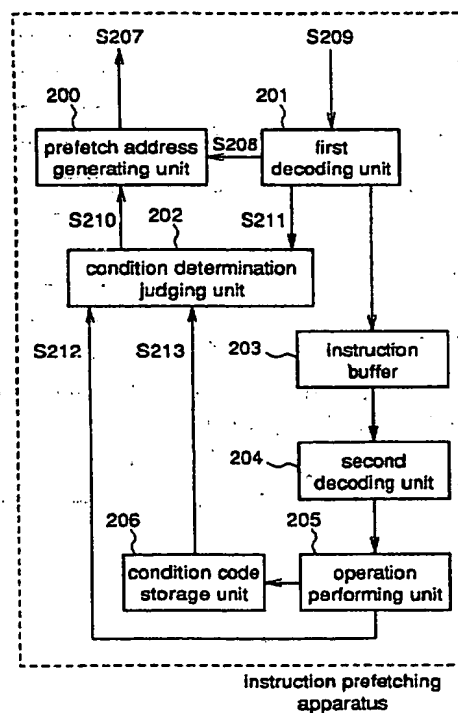 S207
S209
200
201
prefetch address
generating unit
S208
first
decoding unit
S210
202
S211
condition determination
judging unit
S212
S213
203
instruction
buffer
204
second
decoding unit
206
205
condition code
storage unit
operation
performing unit
instruction prefetching
apparatus